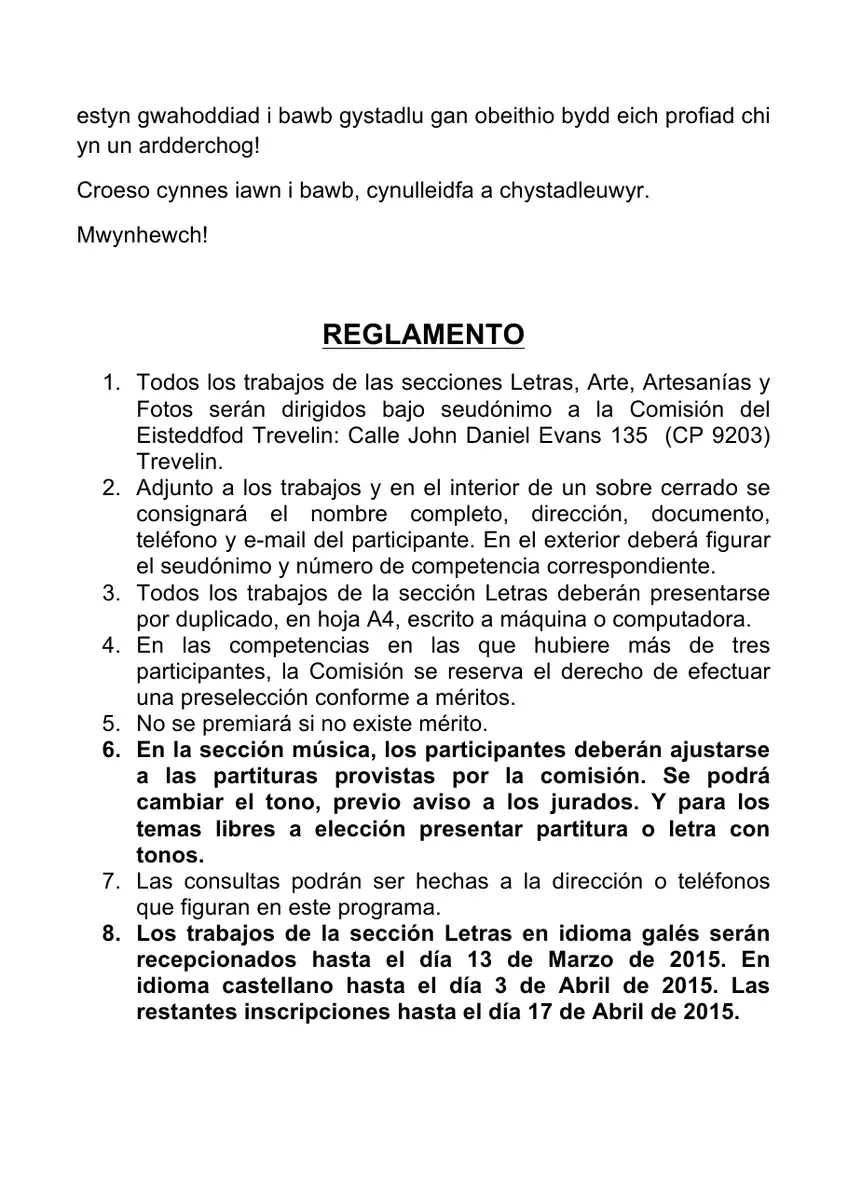 estyn gwahoddiad i bawb gystadlu gan obeithio bydd eich profiad chi
yn un ardderchog!
Croeso cynnes iawn i bawb, cynulleidfa a chystadleuwyr.
Mwynhewch!
REGLAMENTO
1. Todos los trabajos de las secciones Letras, Arte, Artesanías y
Fotos serán dirigidos bajo seudónimo a la Comisión del
Eisteddfod Trevelin: Calle John Daniel Evans 135 (CP 9203)
Trevelin.
2. Adjunto a los trabajos y en el interior de un sobre cerrado se
consignará el nombre completo, dirección, documento,
teléfono y e-mail del participante. En el exterior deberá figurar
el seudónimo y número de competencia correspondiente.
3. Todos los trabajos de la sección Letras deberán presentarse
por duplicado, en hoja A4, escrito a máquina o computadora.
4. En las competencias en las que hubiere más de tres
participantes, la Comisión se reserva el derecho de efectuar
una preselección conforme a méritos.
5. No se premiará si no existe mérito.
6. En la sección música, los participantes deberán ajustarse
a las partituras provistas por la comisión. Se podrá
cambiar el tono, previo aviso a los jurados. Y para los
temas libres a elección presentar partitura o letra con
tonos.
7. Las consultas podrán ser hechas a la dirección o teléfonos
que figuran en este programa.
8. Los trabajos de la sección Letras en idioma galés serán
recepcionados hasta el día 13 de Marzo de 2015. En
idioma castellano hasta el día 3 de Abril de 2015. Las
restantes inscripciones hasta el día 17 de Abril de 2015.